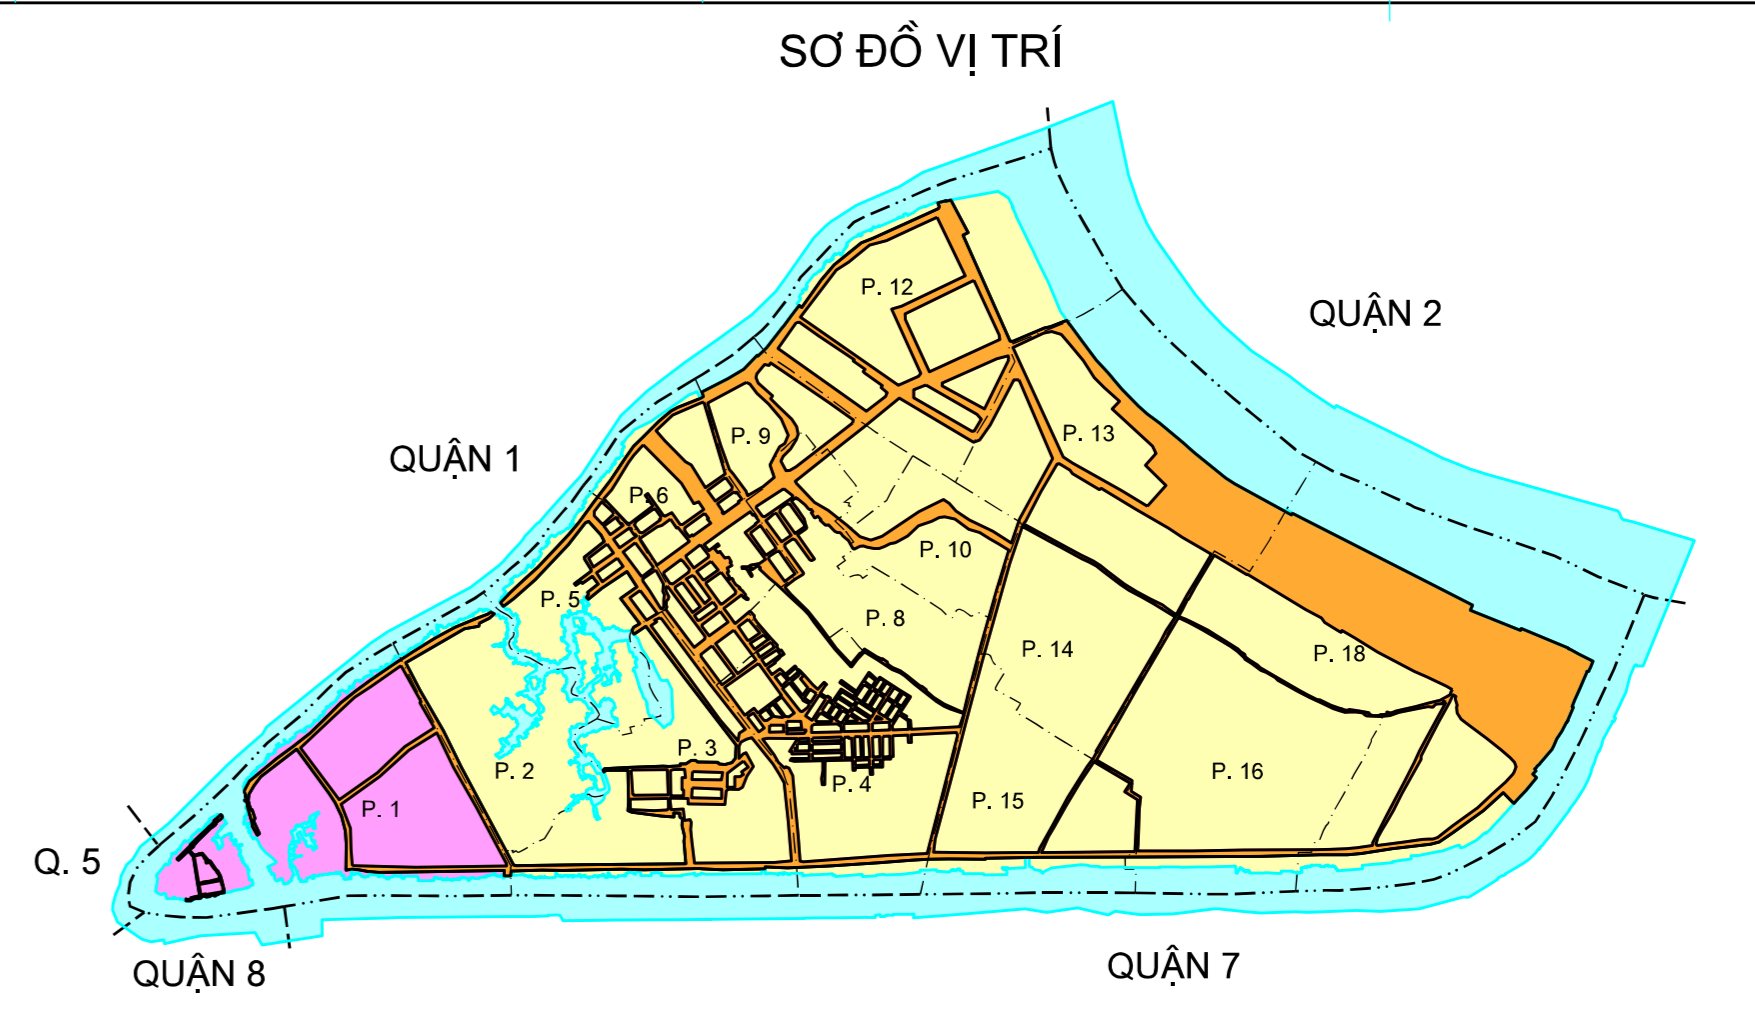 SƠ ĐỒ VỊ TRÍ
P. 12
QUẬN 2
P. 9
P. 13
QUẬN 1
P. 6
P. 10
P. 5
P. 8
P. 14
P. 18
P. 3
P. 2
P. 4
P. 16
P. 15
P. 1
Q. 5
QUẬN 8
QUẬN 7